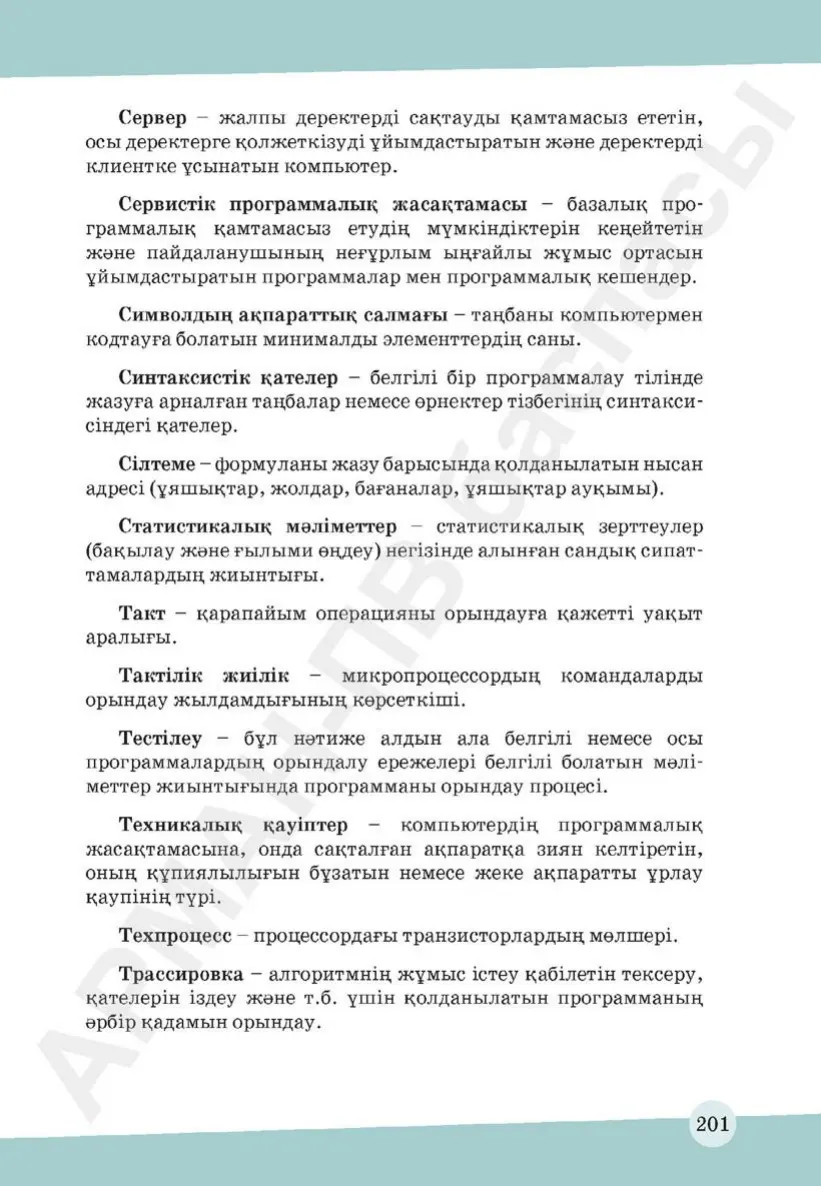 Сервер – жалпы деректерді сақтауды қамтамасыз ететін,
осы деректерге қолжеткізуді ұйымдастыратын және деректерді
клиентке ұсынатын компьютер.
Сервистік программалық жасақтамасы – базалық про-
граммалық қамтамасыз етудің мүмкіндіктерін кеңейтетін
және пайдаланушының неғұрлым ыңғайлы жұмыс ортасын
ұйымдастыратын программалар мен программалық кешендер.
Символдың ақпараттық салмағы – таңбаны компьютермен
кодтауға болатын минималды элементтердің саны.
Синтаксистік қателер – белгілі бір программалау тілінде
жазуға арналған таңбалар немесе өрнектер тізбегінің синтакси-
сіндегі қателер.
Сілтеме – формуланы жазу барысында қолданылатын нысан
адресі (ұяшықтар, жолдар, бағаналар, ұяшықтар ауқымы).
Статистикалық мәліметтер – статистикалық зерттеулер
(бақылау және ғылыми өңдеу) негізінде алынған сандық сипат-
тамалардың жиынтығы.
Такт – қарапайым операцияны орындауға қажетті уақыт
аралығы.
Тактілік жиілік – микропроцессордың командаларды
орындау жылдамдығының көрсеткіші.
Тестілеу – бұл нәтиже алдын ала белгілі немесе осы
программалардың орындалу ережелері белгілі болатын мәлі-
меттер жиынтығында программаны орындау процесі.
Техникалық қауіптер – компьютердің программалық
жасақтамасына, онда сақталған ақпаратқа зиян келтіретін,
оның құпиялылығын бұзатын немесе жеке ақпаратты ұрлау
қаупінің түрі.
Техпроцесс – процессордағы транзисторлардың мөлшері.
Трассировка – алгоритмнің жұмыс істеу қабілетін тексеру,
қателерін іздеу және т.б. үшін қолданылатын программаның
әрбір қадамын орындау.
201
АРМАН-ПВ баспасы